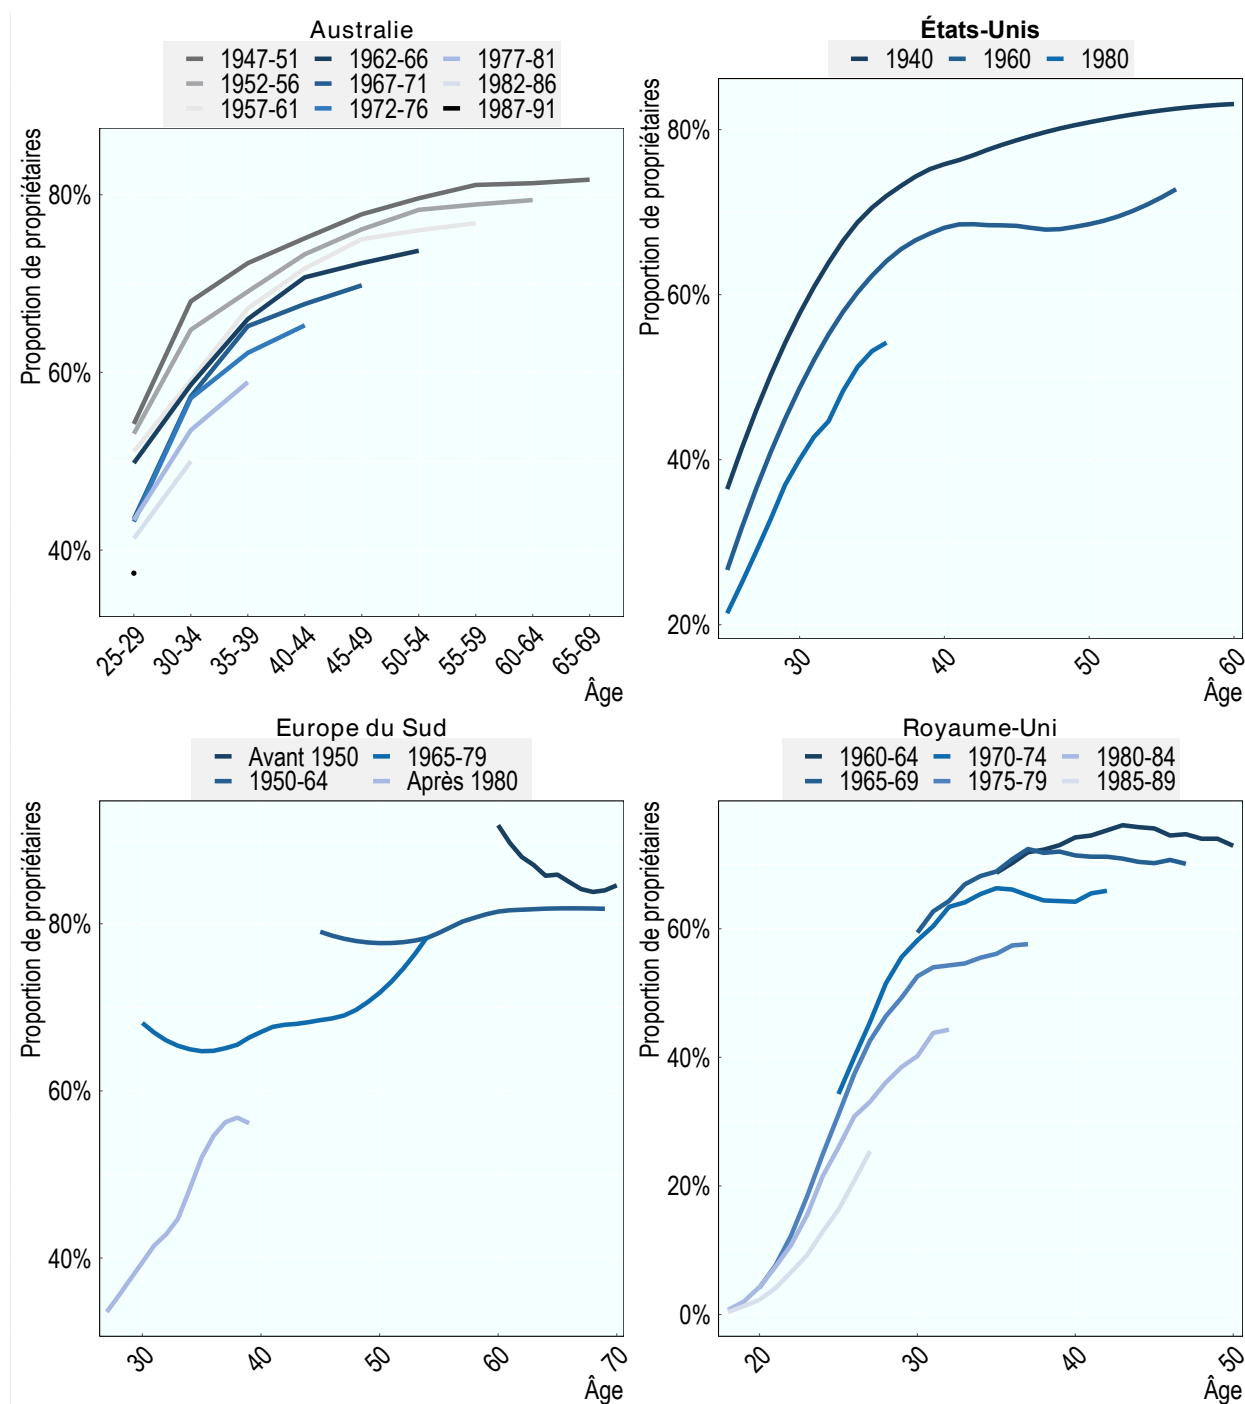 Australie
1947-51 1962-66 1977-81
1952-56 1967-71 1982-86
1957-61 1972-76 1987-91
Proportion de propriétaires
80%
60%
40%
25-29 30-34 35-39 40-44 45-49 50-54 55-59 60-64 65-69
Âge
États-Unis
1940 1960 1980
Proportion de propriétaires
80%
60%
40%
20%
30 40 50 60
Âge
Europe du Sud
Avant 1950 1965-79
1950-64 Après 1980
Proportion de propriétaires
80%
60%
40%
30 40 50 60 70
Âge
Royaume-Uni
1960-64 1970-74 1980-84
1965-69 1975-79 1985-89
Proportion de propriétaires
60%
40%
20%
0%
20 30 40 50
Âge